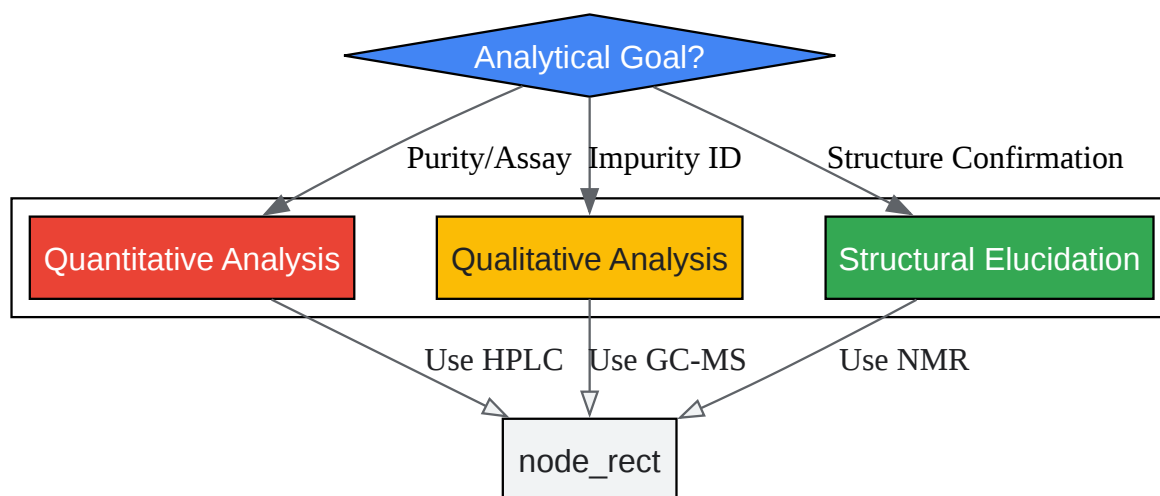 Analytical Goal?
Purity/Assay
Impurity ID
Structure Confirmation
Quantitative Analysis
Qualitative Analysis
Structural Elucidation
Use HPLC
Use GC-MS
Use NMR
node_rect